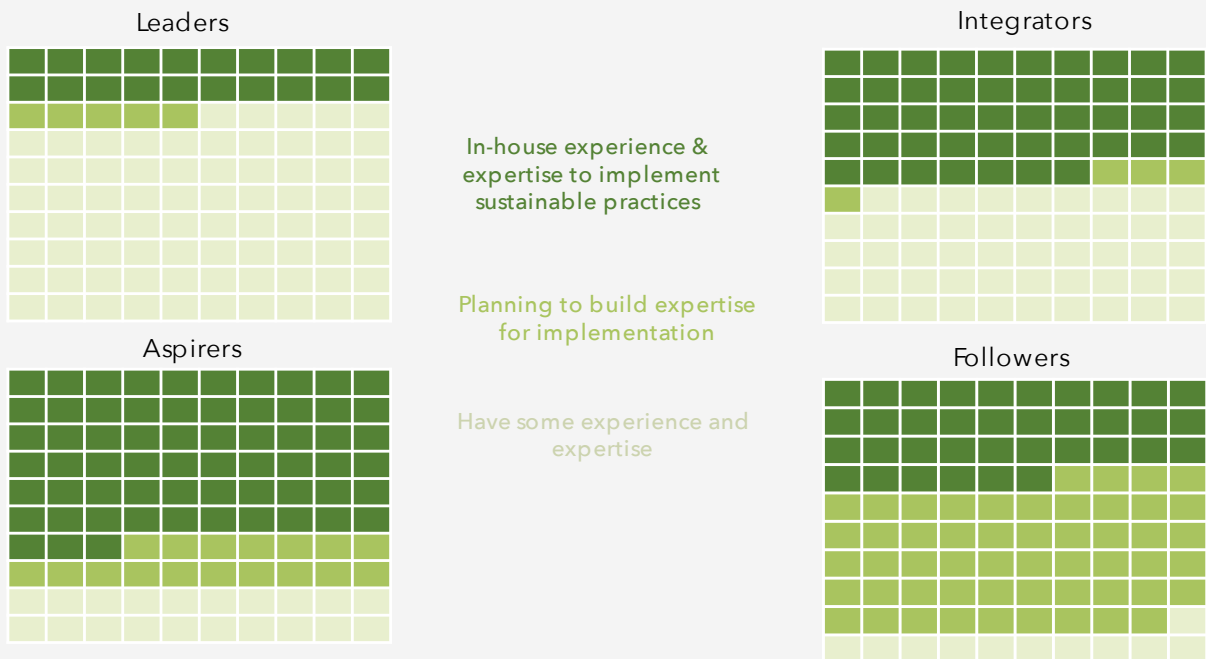 Leaders
Integrators
In-house experience &
expertise to implement
sustainable practices
Planning to build expertise
for implementation
Aspirers
Followers
Have some experience and
expertise